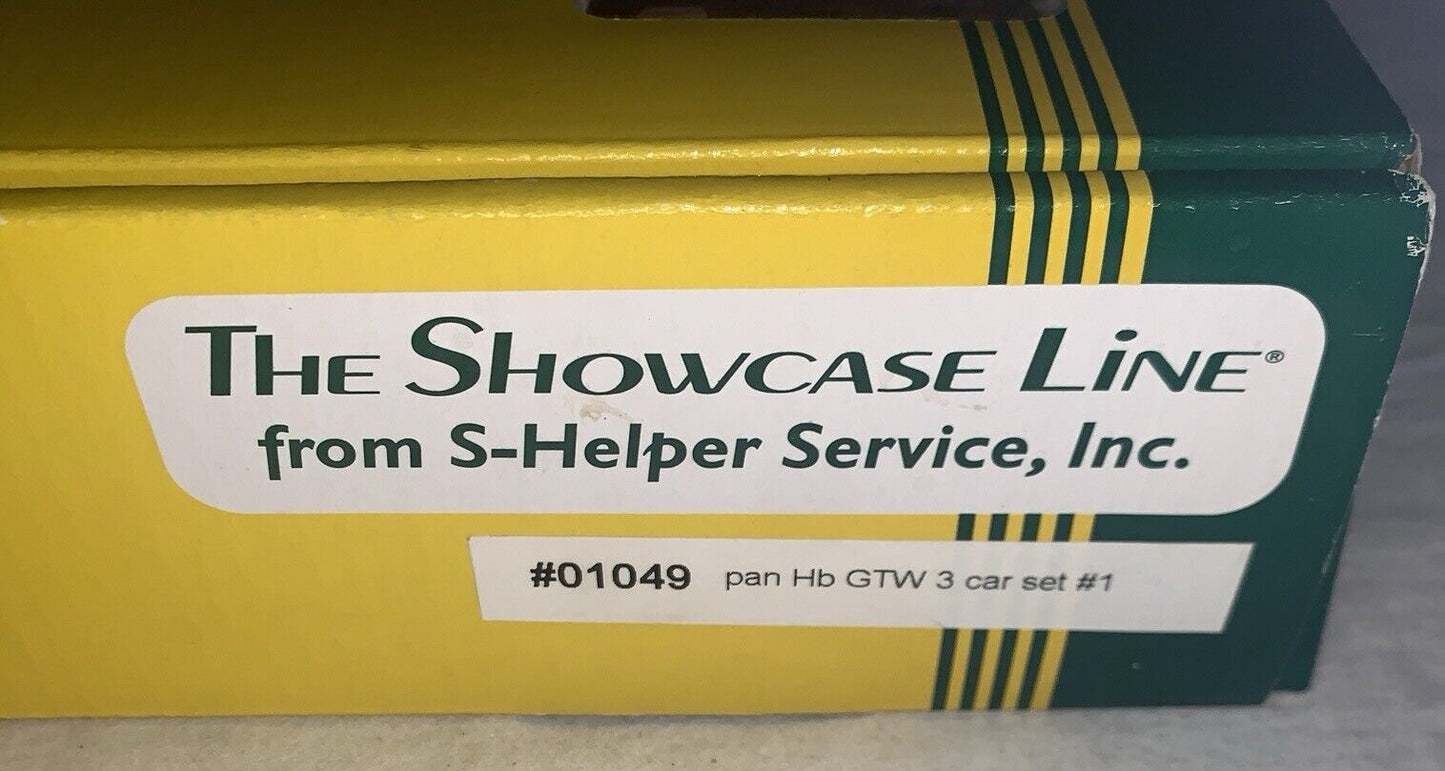 THE SHOWCASE LiNE®
from S-Helper Service, Inc.
#01049 pan Hb GTW 3 car set #1